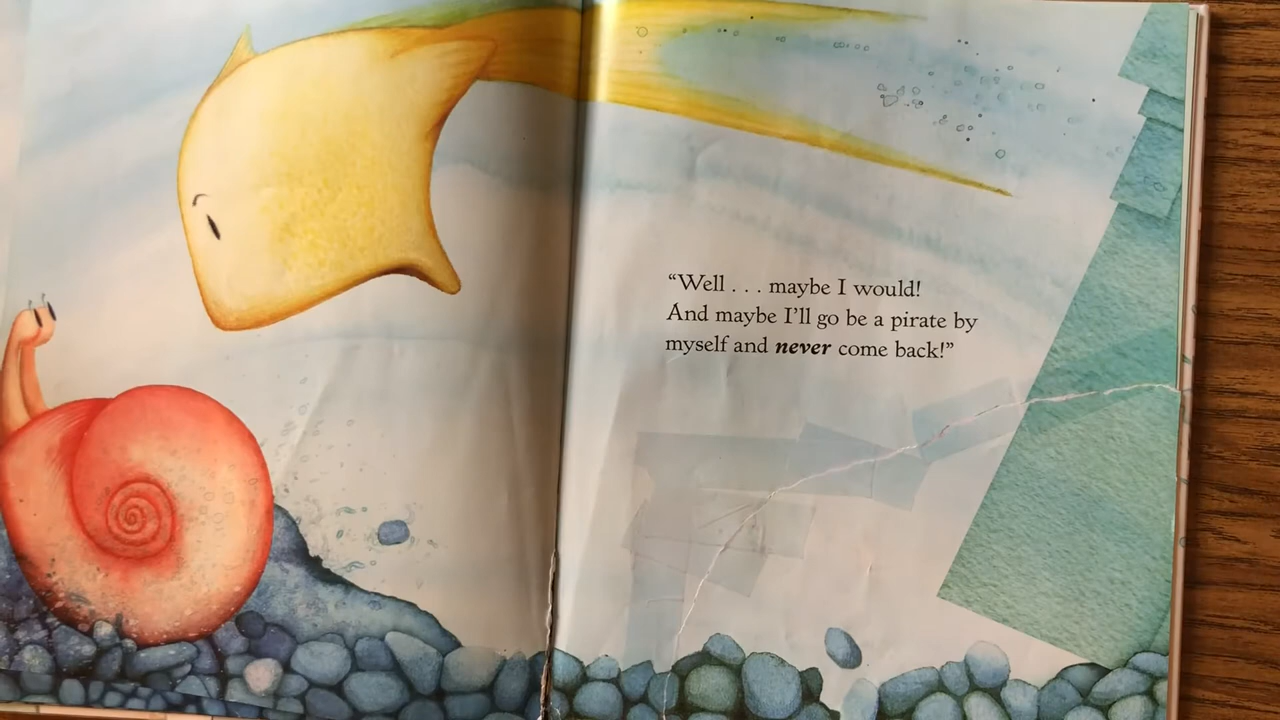 “Well . . . maybe I would!
And maybe I’ll go be a pirate by
myself and never come back!”